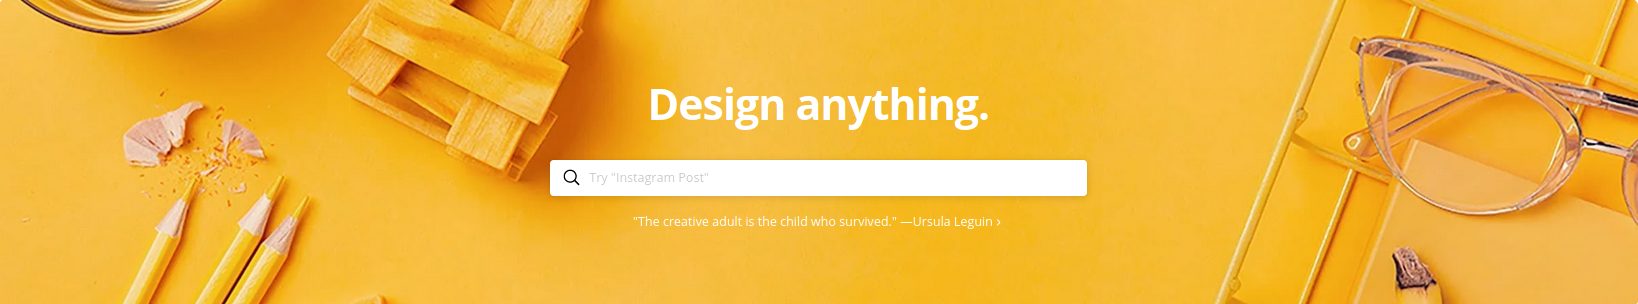 Design anything.
Try "Instagram Post"
"The creative adult is the child who survived." —Ursula Leguin ›